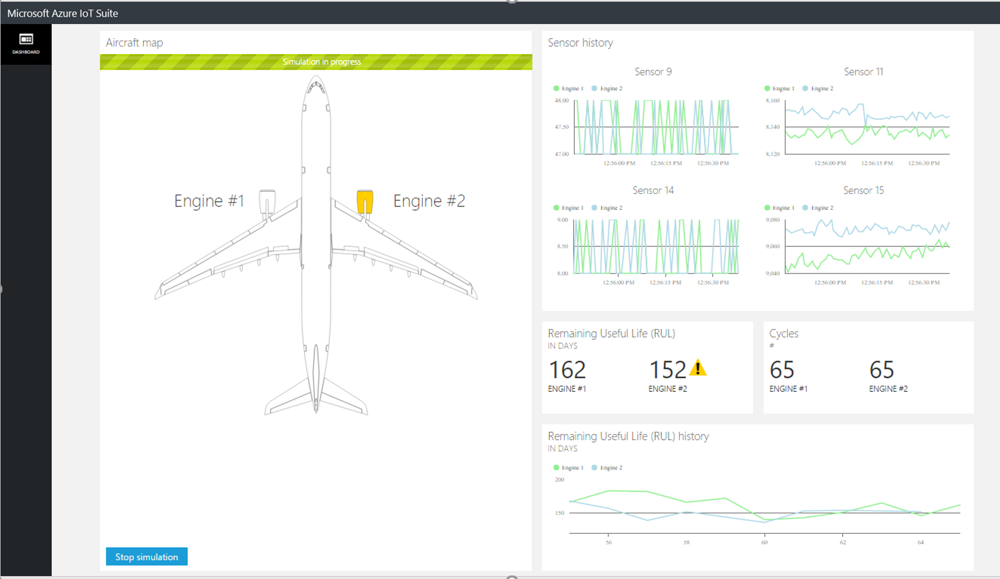 Microsoft Azure IoT Suite
DASHBOARD
Aircraft map
Simulation in progress
Engine #1
Engine #2
Stop simulation
Sensor history
Sensor 9
Engine 1 Engine 2
48.00
47.50
47.00
12:56:00 PM 12:56:15 PM 12:56:30 PM
Sensor 11
Engine 1 Engine 2
8,160
8,140
8,120
12:56:00 PM 12:56:15 PM 12:56:30 PM
Sensor 14
Engine 1 Engine 2
9.00
8.50
8.00
12:56:00 PM 12:56:15 PM 12:56:30 PM
Sensor 15
Engine 1 Engine 2
9,080
9,060
9,040
12:56:00 PM 12:56:15 PM 12:56:30 PM
Remaining Useful Life (RUL)
IN DAYS
162 152
ENGINE #1 ENGINE #2
Cycles
#
65 65
ENGINE #1 ENGINE #2
Remaining Useful Life (RUL) history
IN DAYS
Engine 1 Engine 2
200
150
56 58 60 62 64